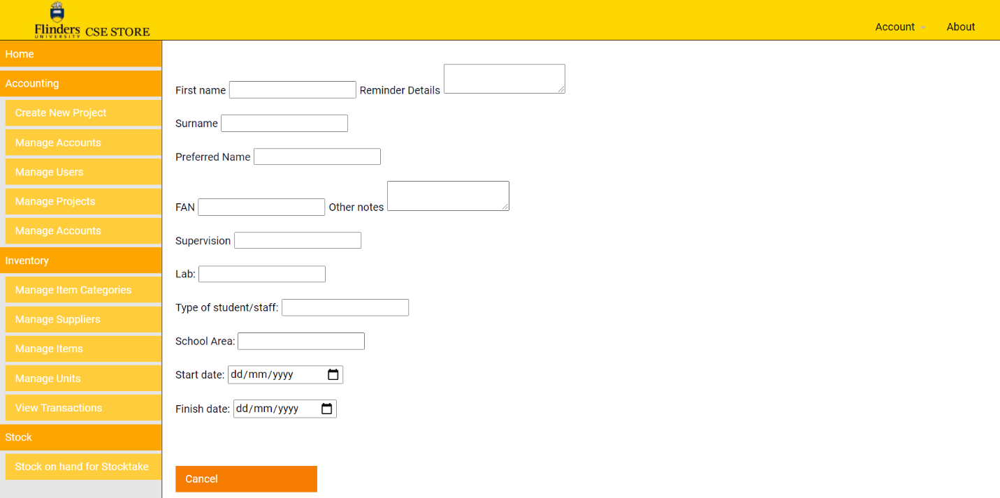 Flinders
UNIVERSITY
CSE STORE
Account
About
Home
Accounting
Create New Project
Manage Accounts
Manage Users
Manage Projects
Manage Accounts
Inventory
Manage Item Categories
Manage Suppliers
Manage Items
Manage Units
View Transactions
Stock
Stock on hand for Stocktake
First name
Reminder Details
Surname
Preferred Name
FAN
Other notes
Supervision
Lab:
Type of student/staff:
School Area:
Start date: dd/mm/yyyy
Finish date: dd/mm/yyyy
Cancel